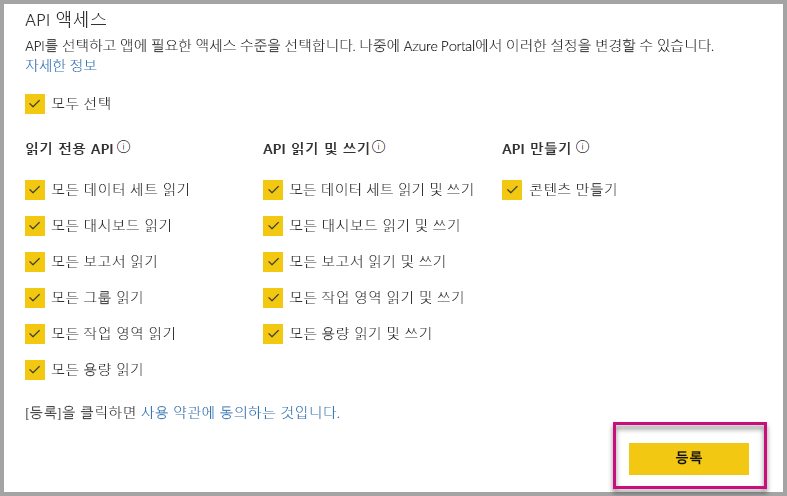 API 액세스
API를 선택하고 앱에 필요한 액세스 수준을 선택합니다. 나중에 Azure Portal에서 이러한 설정을 변경할 수 있습니다.
자세한 정보
모두 선택
읽기 전용 API
모든 데이터 세트 읽기
모든 대시보드 읽기
모든 보고서 읽기
모든 그룹 읽기
모든 작업 영역 읽기
모든 용량 읽기
API 읽기 및 쓰기
모든 데이터 세트 읽기 및 쓰기
모든 대시보드 읽기 및 쓰기
모든 보고서 읽기 및 쓰기
모든 작업 영역 읽기 및 쓰기
모든 용량 읽기 및 쓰기
API 만들기
콘텐츠 만들기
[등록]을 클릭하면 사용 약관에 동의하는 것입니다.
등록